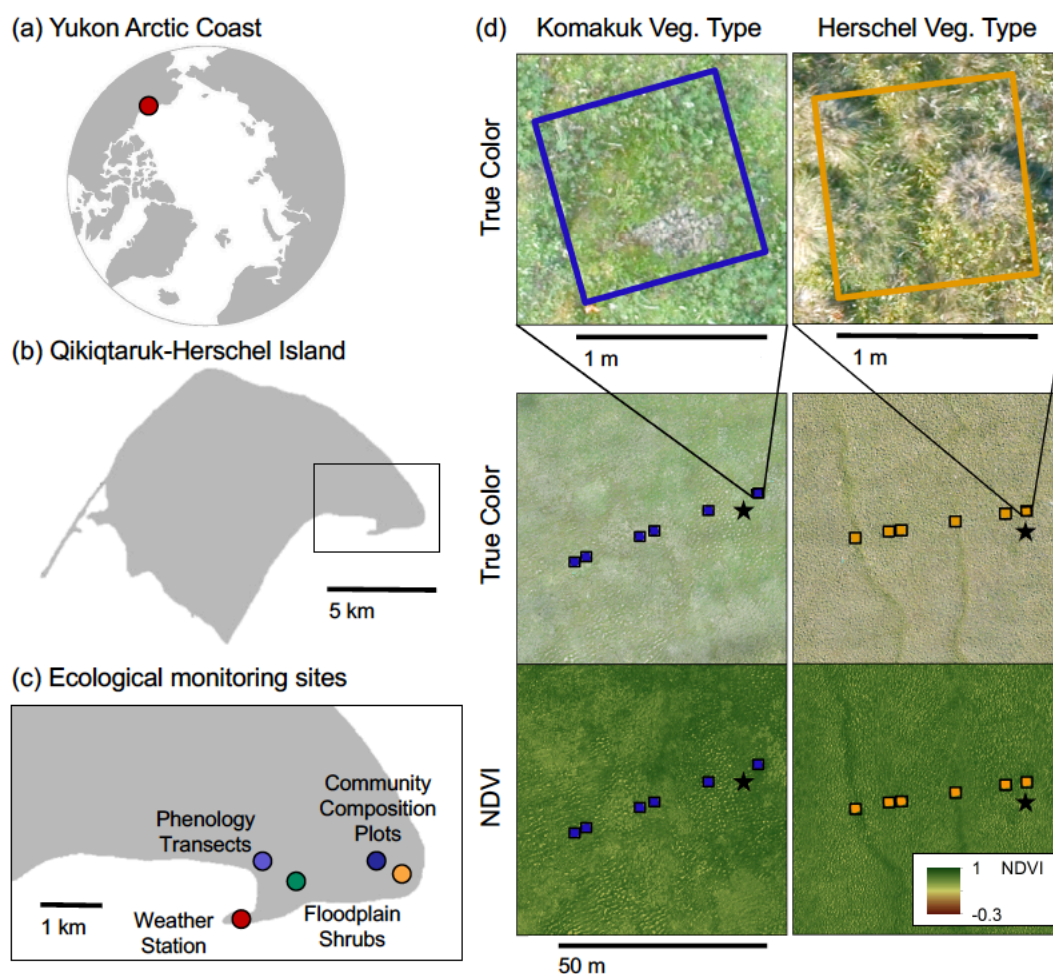 (a) Yukon Arctic Coast
(b) Qikiqtaruk-Herschel Island
5 km
(c) Ecological monitoring sites
Community
Composition
Plots
Phenology
Transects
1 km
Weather
Station
Floodplain
Shrubs
(d) Komakuk Veg. Type
Herschel Veg. Type
True Color
1 m
1 m
True Color
NDVI
1 NDVI
-0.3
50 m